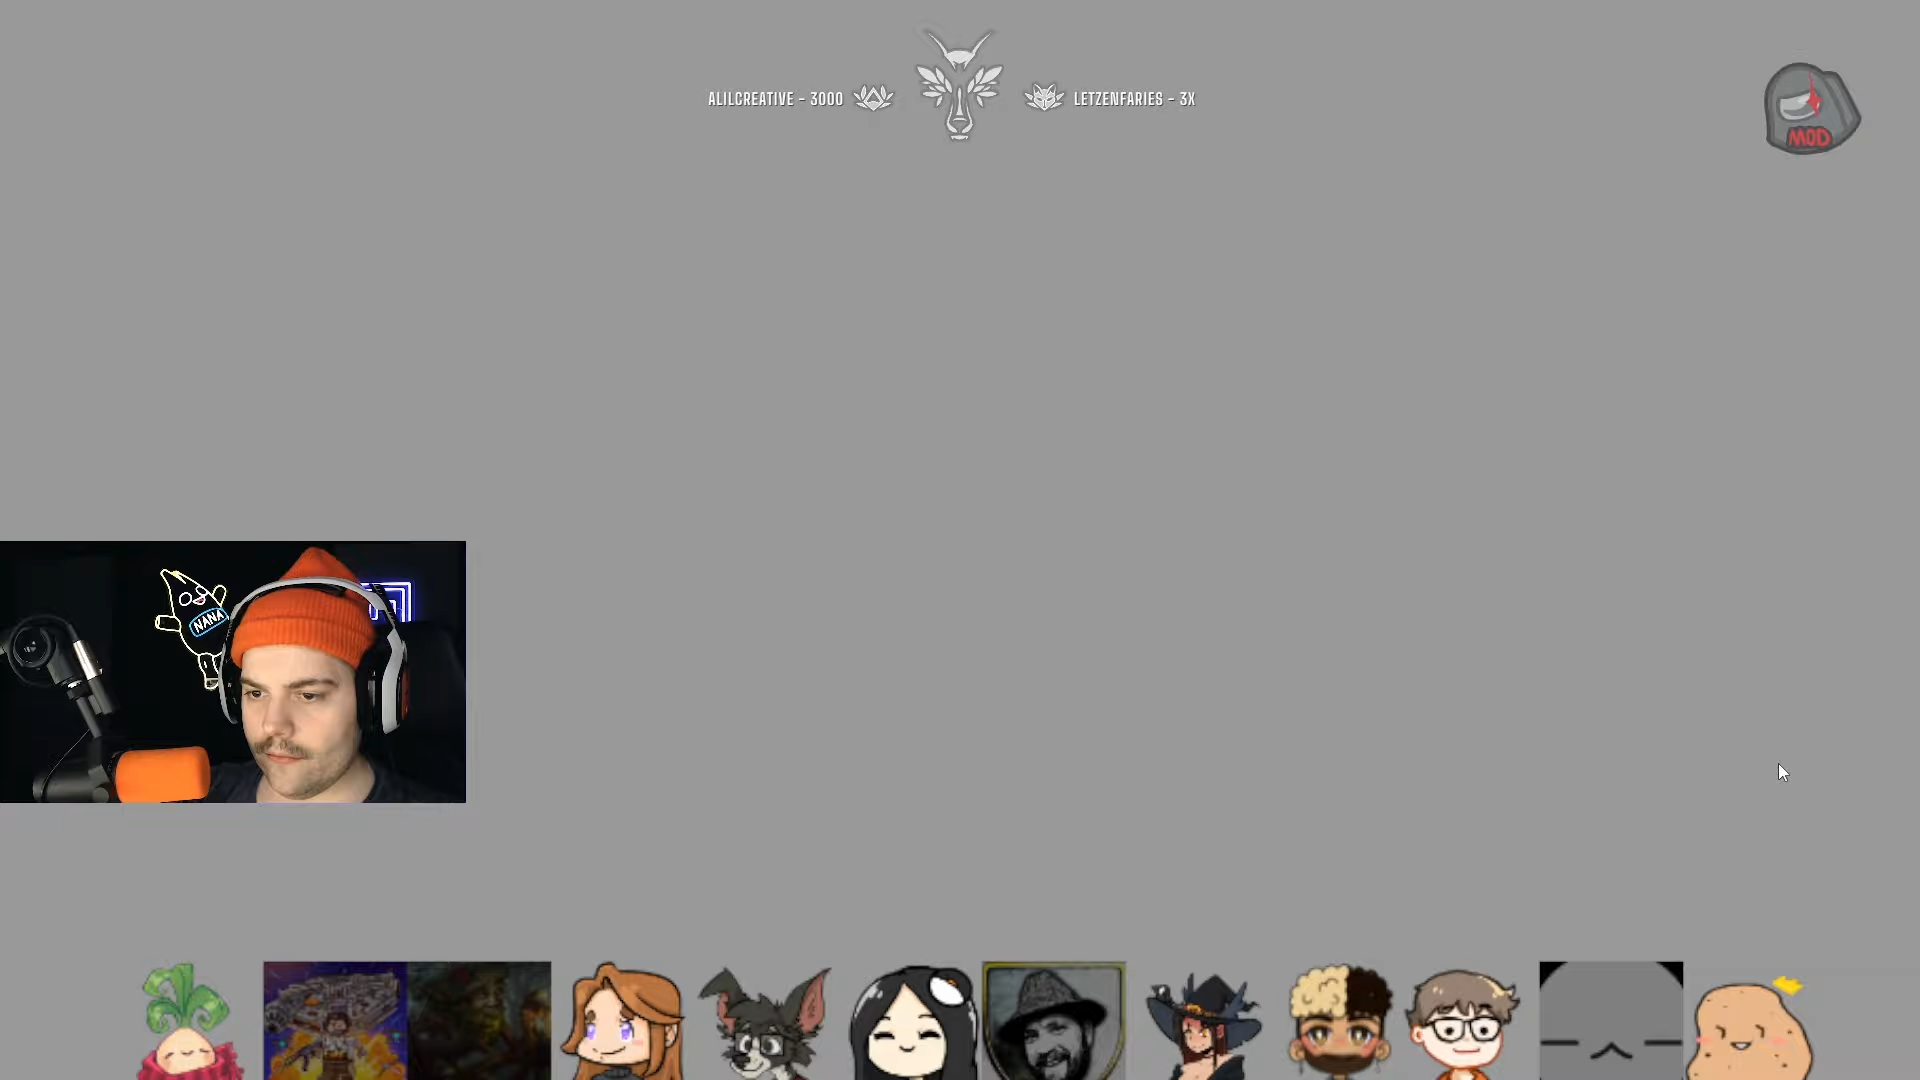 ALILCREATIVE - 3000
LETZENFARIES - 3X
MOD
NANA